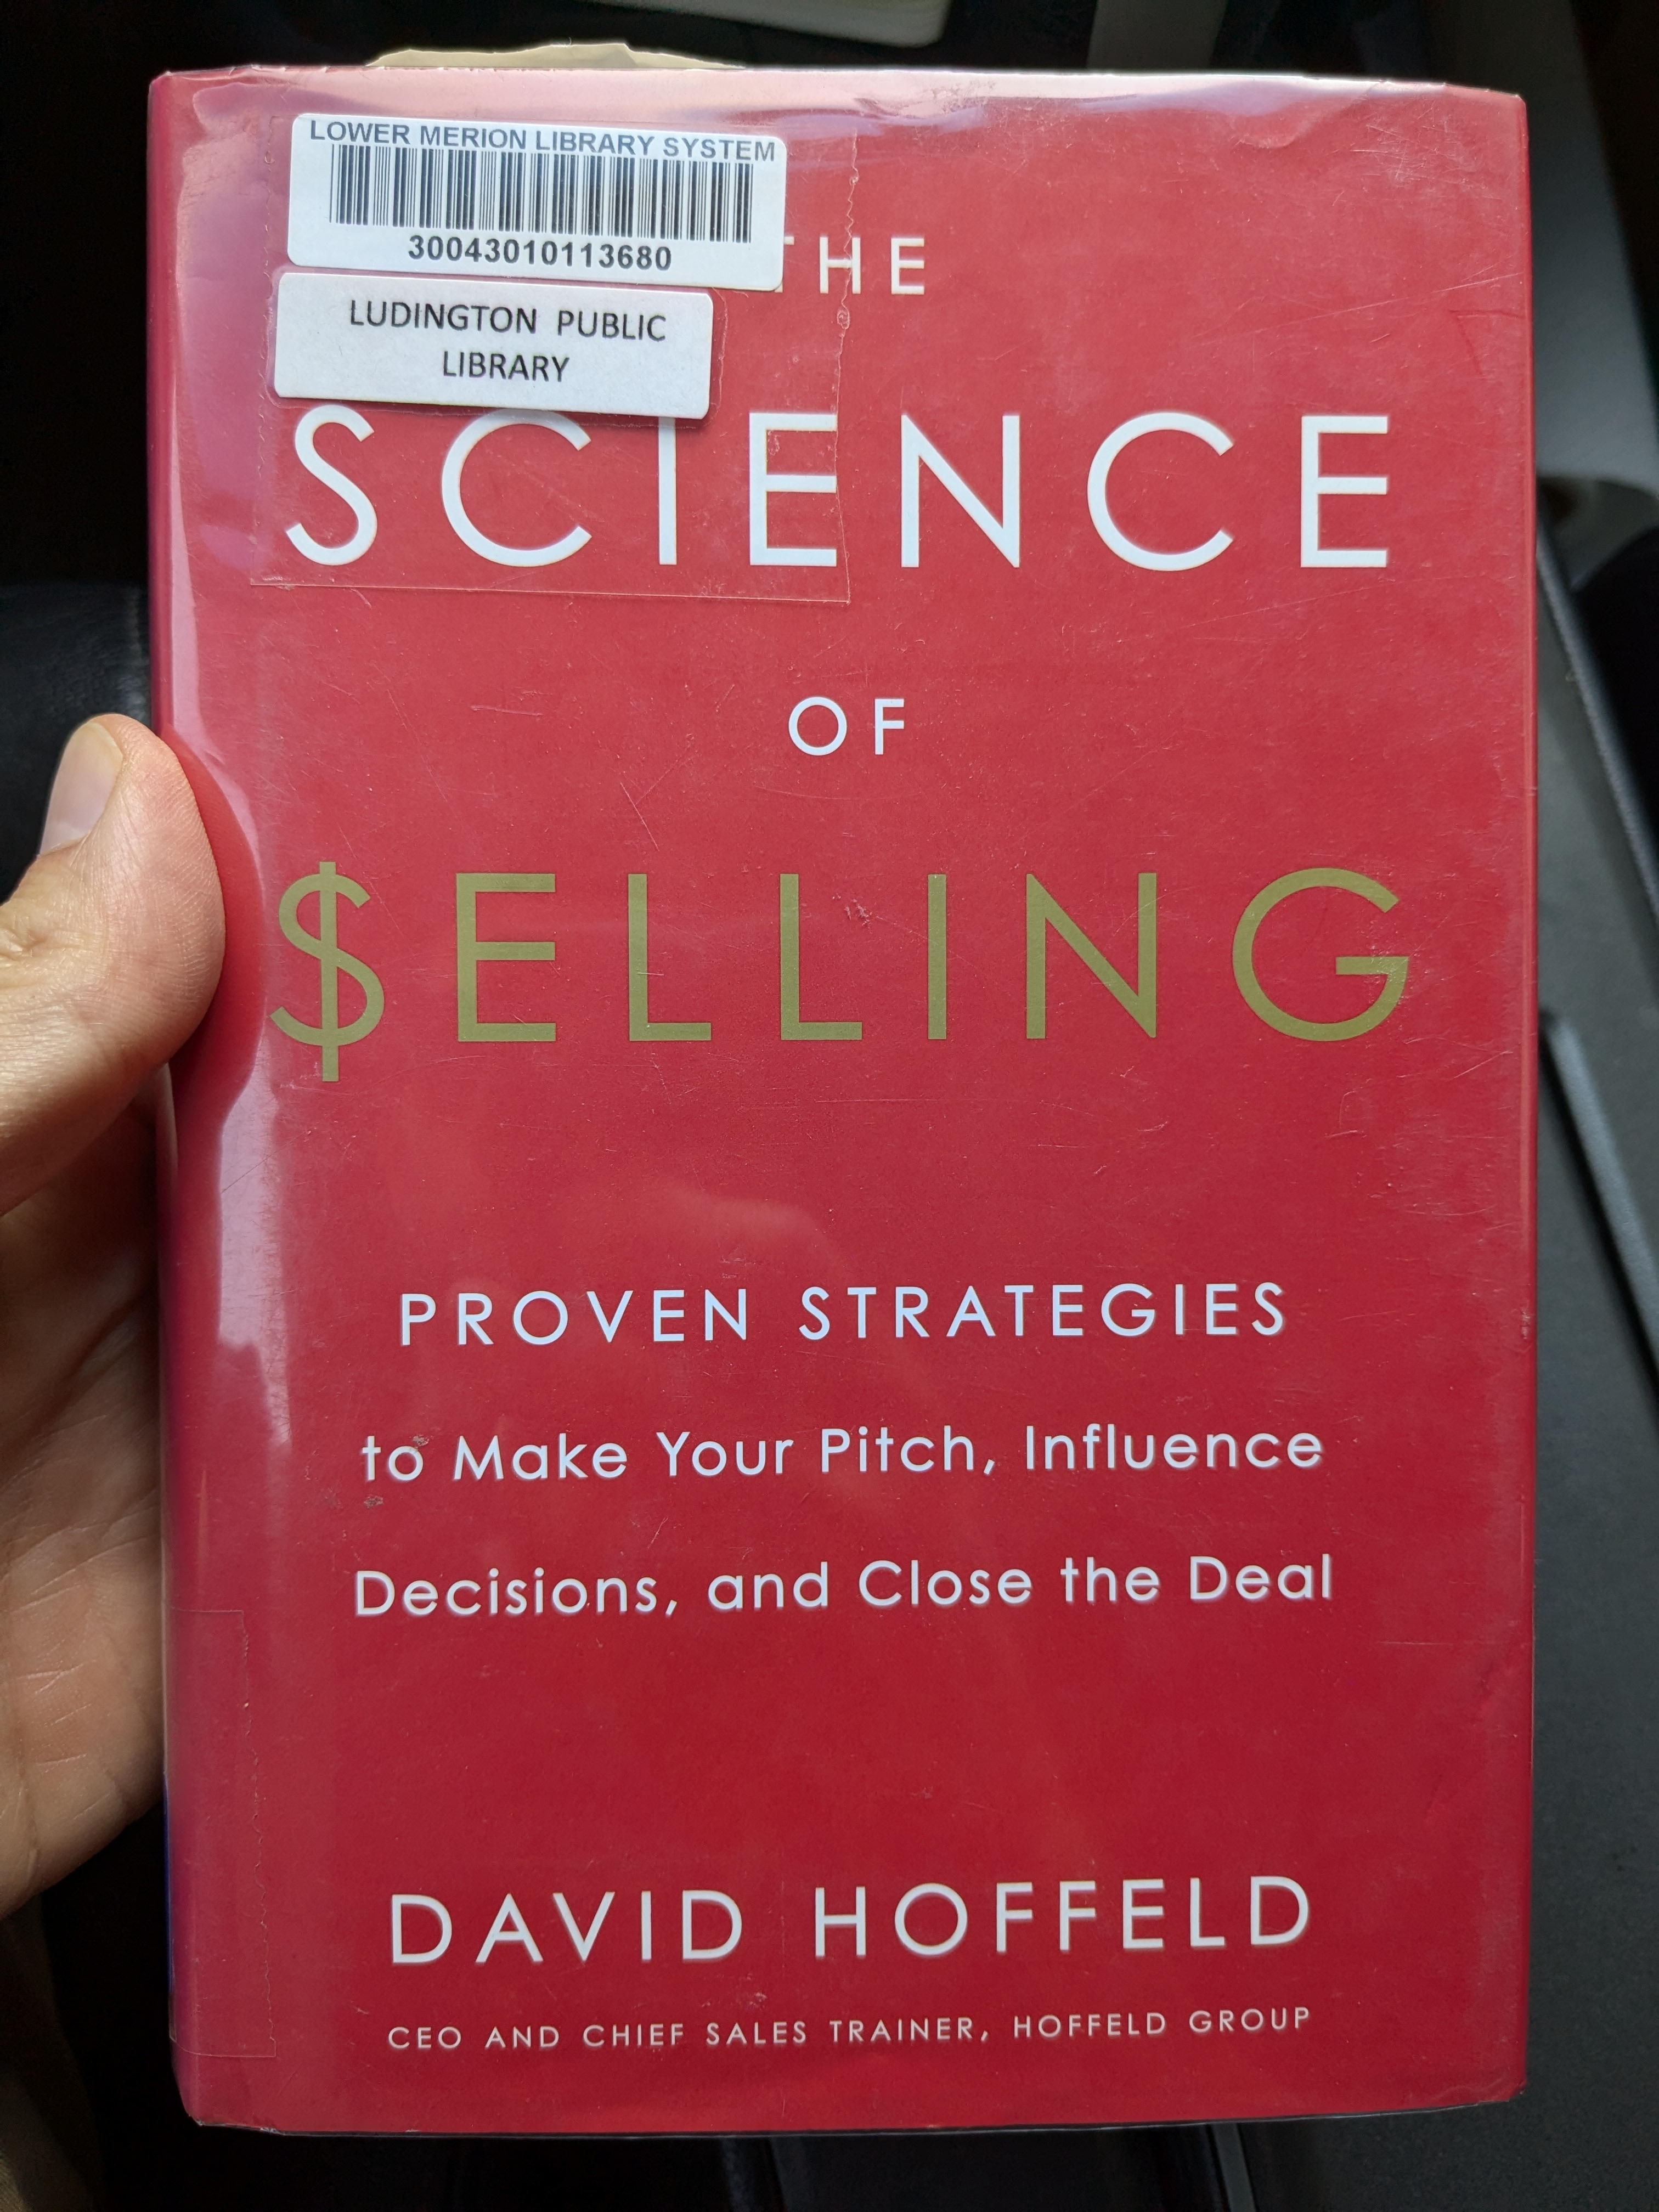 LOWER MERION LIBRARY SYSTEM
30043010113680
LUDINGTON PUBLIC
LIBRARY
THE
SCIENCE
OF
$ELLING
PROVEN STRATEGIES
to Make Your Pitch, Influence
Decisions, and Close the Deal
DAVID HOFFELD
CEO AND CHIEF SALES TRAINER, HOFFELD GROUP